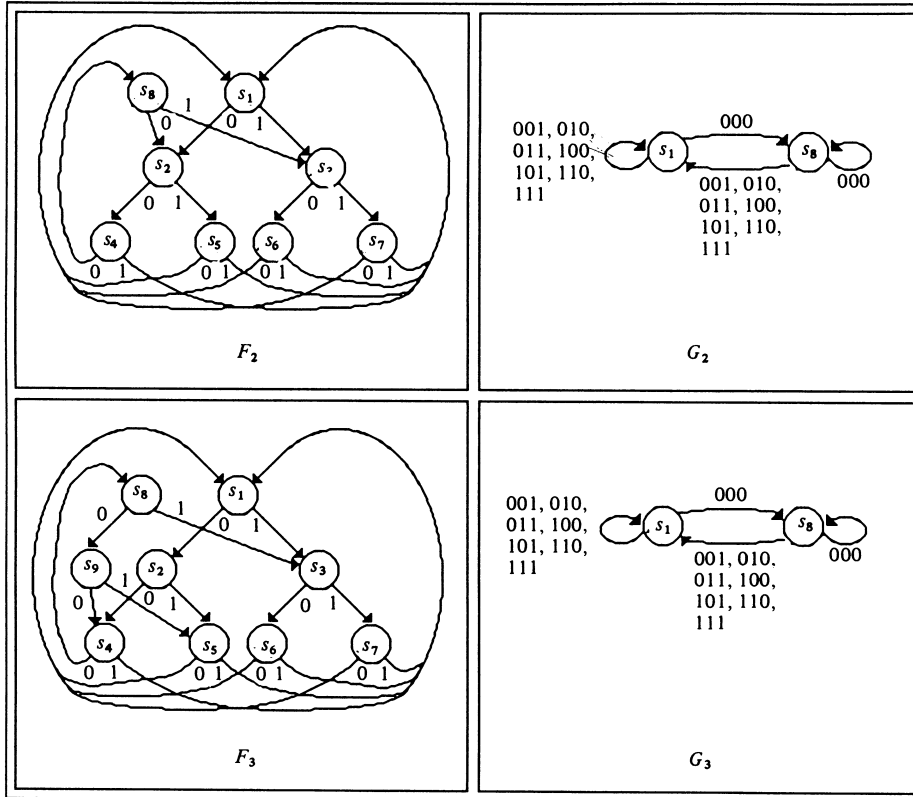 s₈ s₁
0 1 0 1
s₂ s₃
0 1 0 1
s₄ s₅ s₆ s₇
0 1 0 1 0 1 0 1
F₂
000
001, 010,
011, 100,
101, 110,
111
s₁ s₈
000
001, 010,
011, 100,
101, 110,
111
G₂
s₈ s₁
0 1 0 1
s₉ s₂ s₃
0 1 0 1 0 1
s₄ s₅ s₆ s₇
0 1 0 1 0 1 0 1
F₃
000
001, 010,
011, 100,
101, 110,
111
s₁ s₈
000
001, 010,
011, 100,
101, 110,
111
G₃